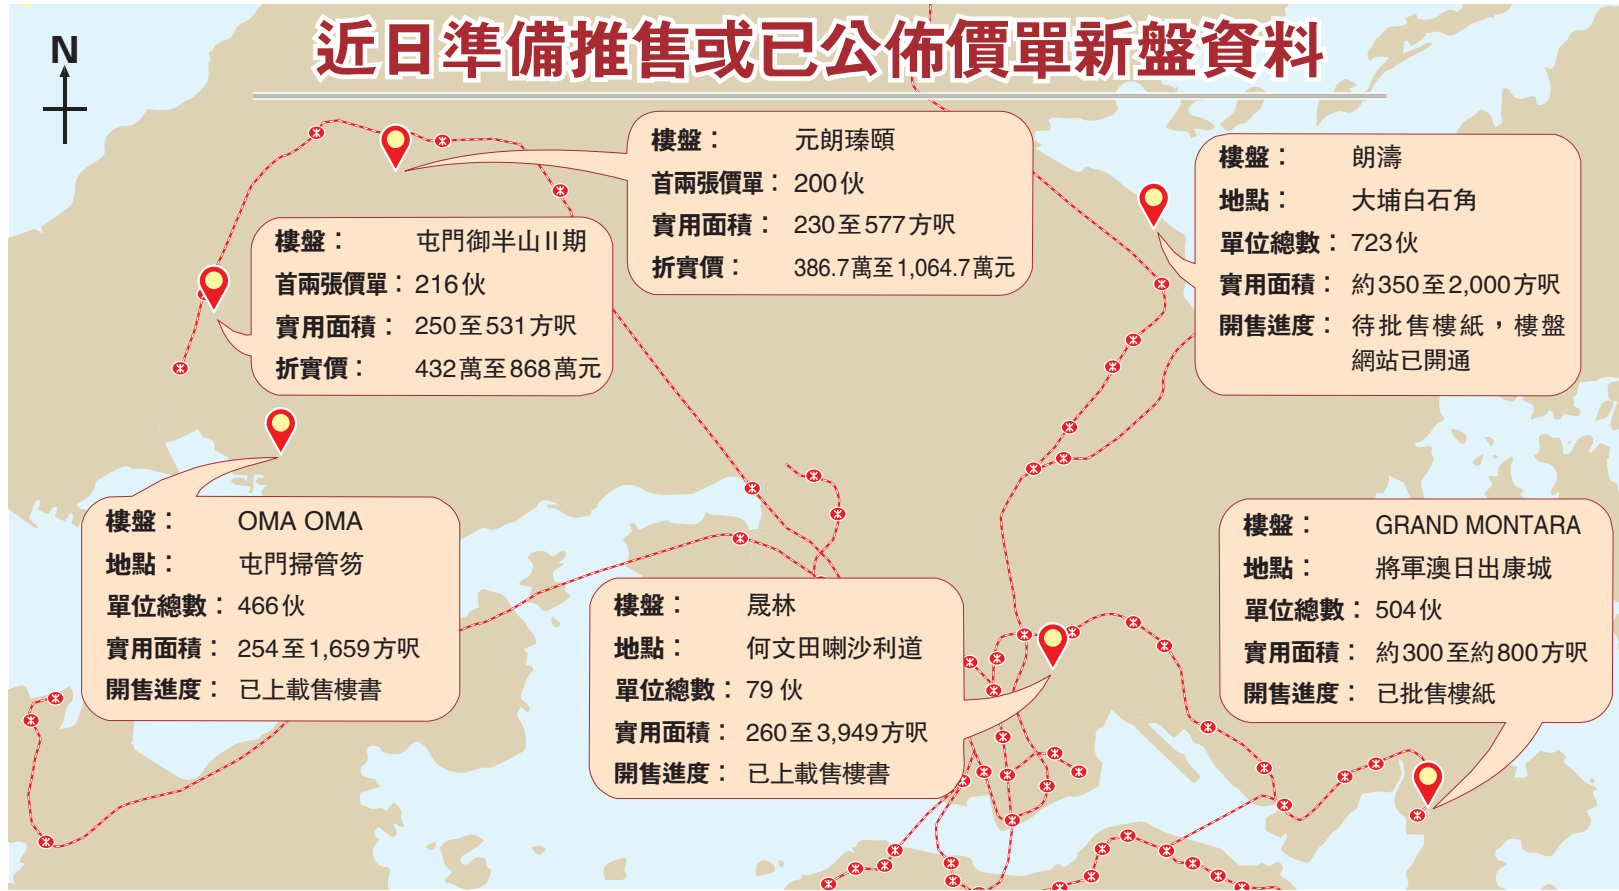 近日準備推售或已公佈價單新盤資料
N
樓盤： 元朗瑧頤
首兩張價單： 200伙
實用面積： 230至577方呎
折實價： 386.7萬至1,064.7萬元
樓盤： 朗濤
地點： 大埔白石角
單位總數： 723伙
實用面積： 約350至2,000方呎
開售進度： 待批售樓紙，樓盤
網站已開通
樓盤： 屯門御半山II期
首兩張價單： 216伙
實用面積： 250至531方呎
折實價： 432萬至868萬元
樓盤： OMA OMA
地點： 屯門掃管笏
單位總數： 466伙
實用面積： 254至1,659方呎
開售進度： 已上載售樓書
樓盤： 晟林
地點： 何文田喇沙利道
單位總數： 79伙
實用面積： 260至3,949方呎
開售進度： 已上載售樓書
樓盤： GRAND MONTARA
地點： 將軍澳日出康城
單位總數： 504伙
實用面積： 約300至約800方呎
開售進度： 已批售樓紙